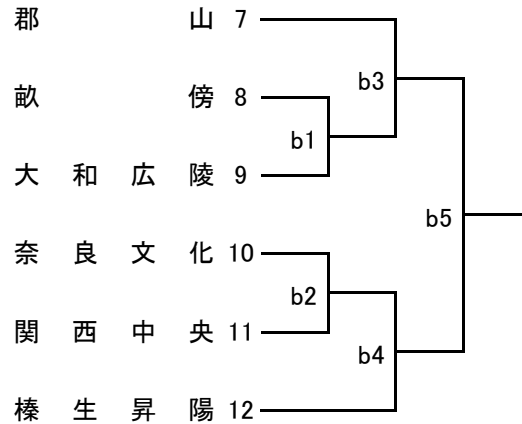 郡山 7
b3
畝傍 8
b1
大和広陵 9
b5
奈良文化 10
b2
関西中央 11
b4
榛生昇陽 12